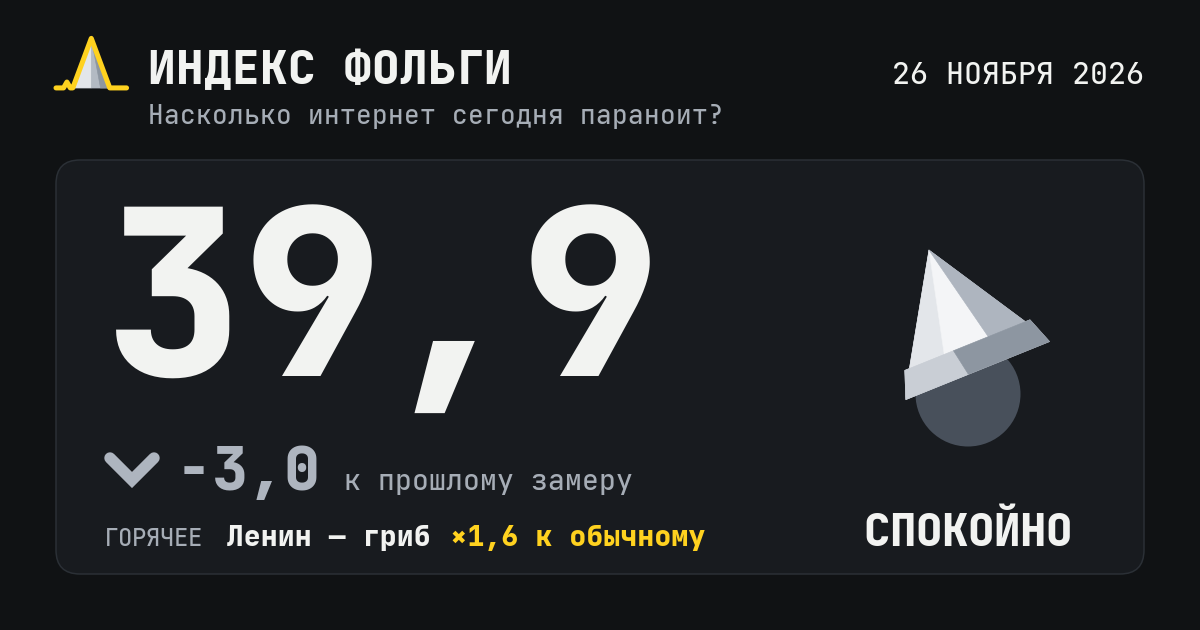 ИНДЕКС ФОЛЬГИ
26 НОЯБРЯ 2026
Насколько интернет сегодня параноит?
39,9
-3,0 к прошлому замеру
ГОРЯЧЕЕ Ленин — гриб ×1,6 к обычному
СПОКОЙНО